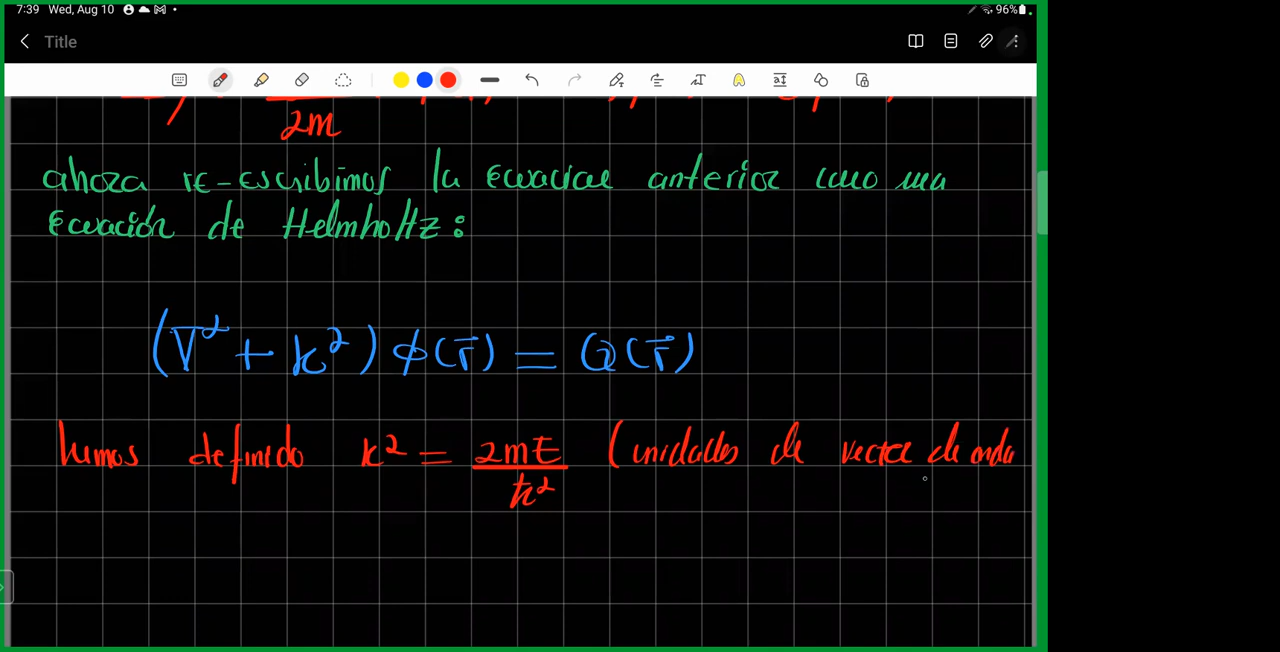 7:39 Wed, Aug 10 96%
Title
2m
ahora re-escribimos la ecuación anterior como una
Ecuación de Helmholtz:
(∇² + k²) φ(r⃗) = Q(r⃗)
hemos definido k² = 2mE / ħ² (unidades de vector de onda